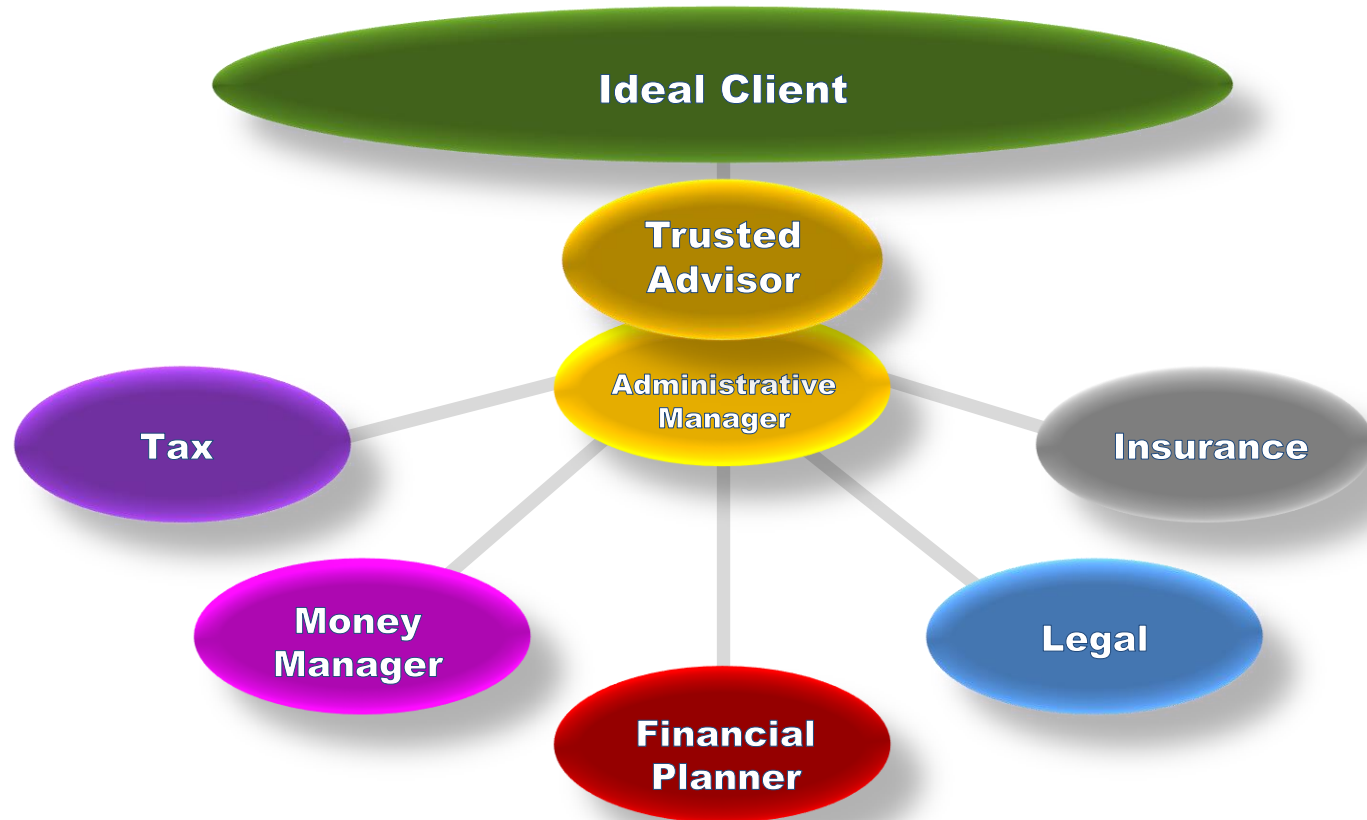 Ideal Client
Trusted
Advisor
Administrative
Manager
Tax
Insurance
Money
Manager
Legal
Financial
Planner